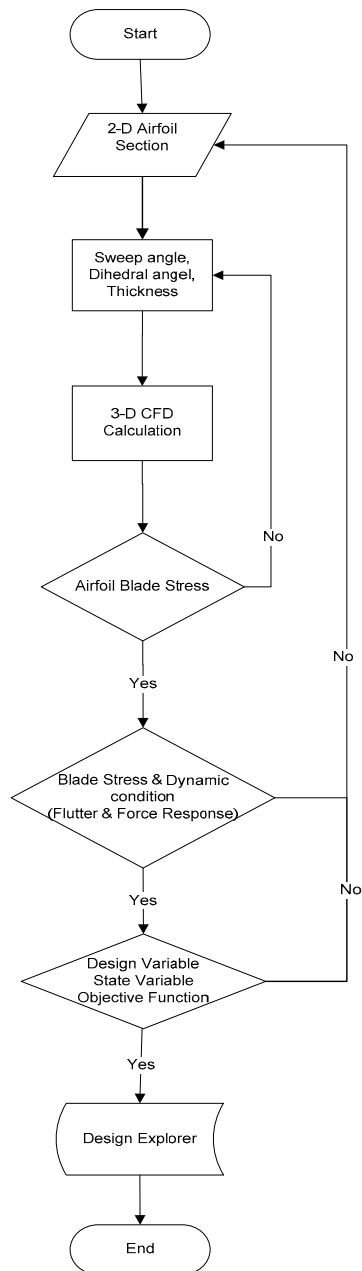 Start
2-D Airfoil
Section
Sweep angle,
Dihedral angel,
Thickness
3-D CFD
Calculation
No
Airfoil Blade Stress
No
Yes
Blade Stress & Dynamic
condition
(Flutter & Force Response)
No
Yes
Design Variable
State Variable
Objective Function
Yes
Design Explorer
End